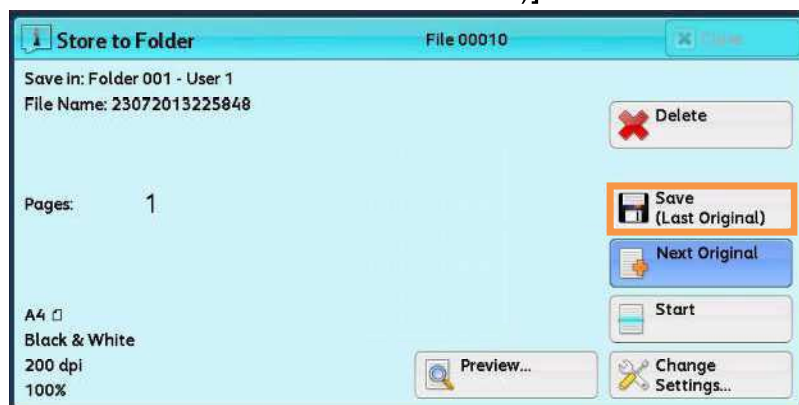 Store to Folder
File 00010
Save in: Folder 001 - User 1
File Name: 23072013225848
Delete
Pages: 1
Save
(Last Original)
Next Original
A4
Start
Black & White
200 dpi
Preview...
Change
Settings...
100%